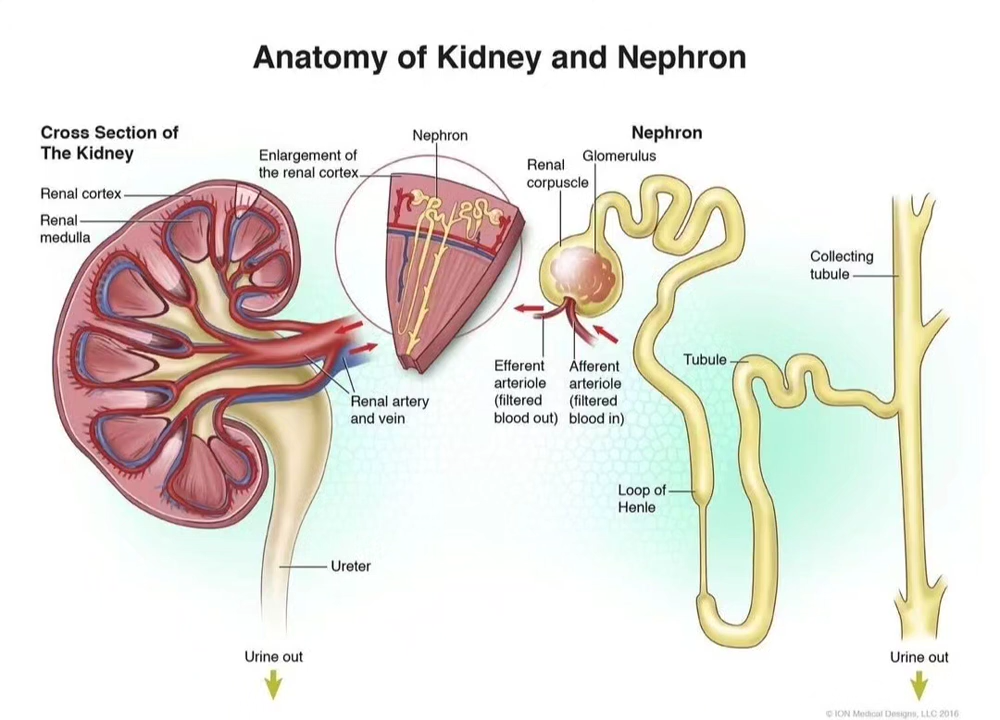 Anatomy of Kidney and Nephron
Cross Section of
The Kidney
Renal cortex
Renal
medulla
Enlargement of
the renal cortex
Nephron
Renal artery
and vein
Ureter
Urine out
Nephron
Renal
corpuscle
Glomerulus
Efferent
arteriole
(filtered
blood out)
Afferent
arteriole
(filtered
blood in)
Tubule
Loop of
Henle
Collecting
tubule
Urine out
© ION Medical Designs, LLC 2016